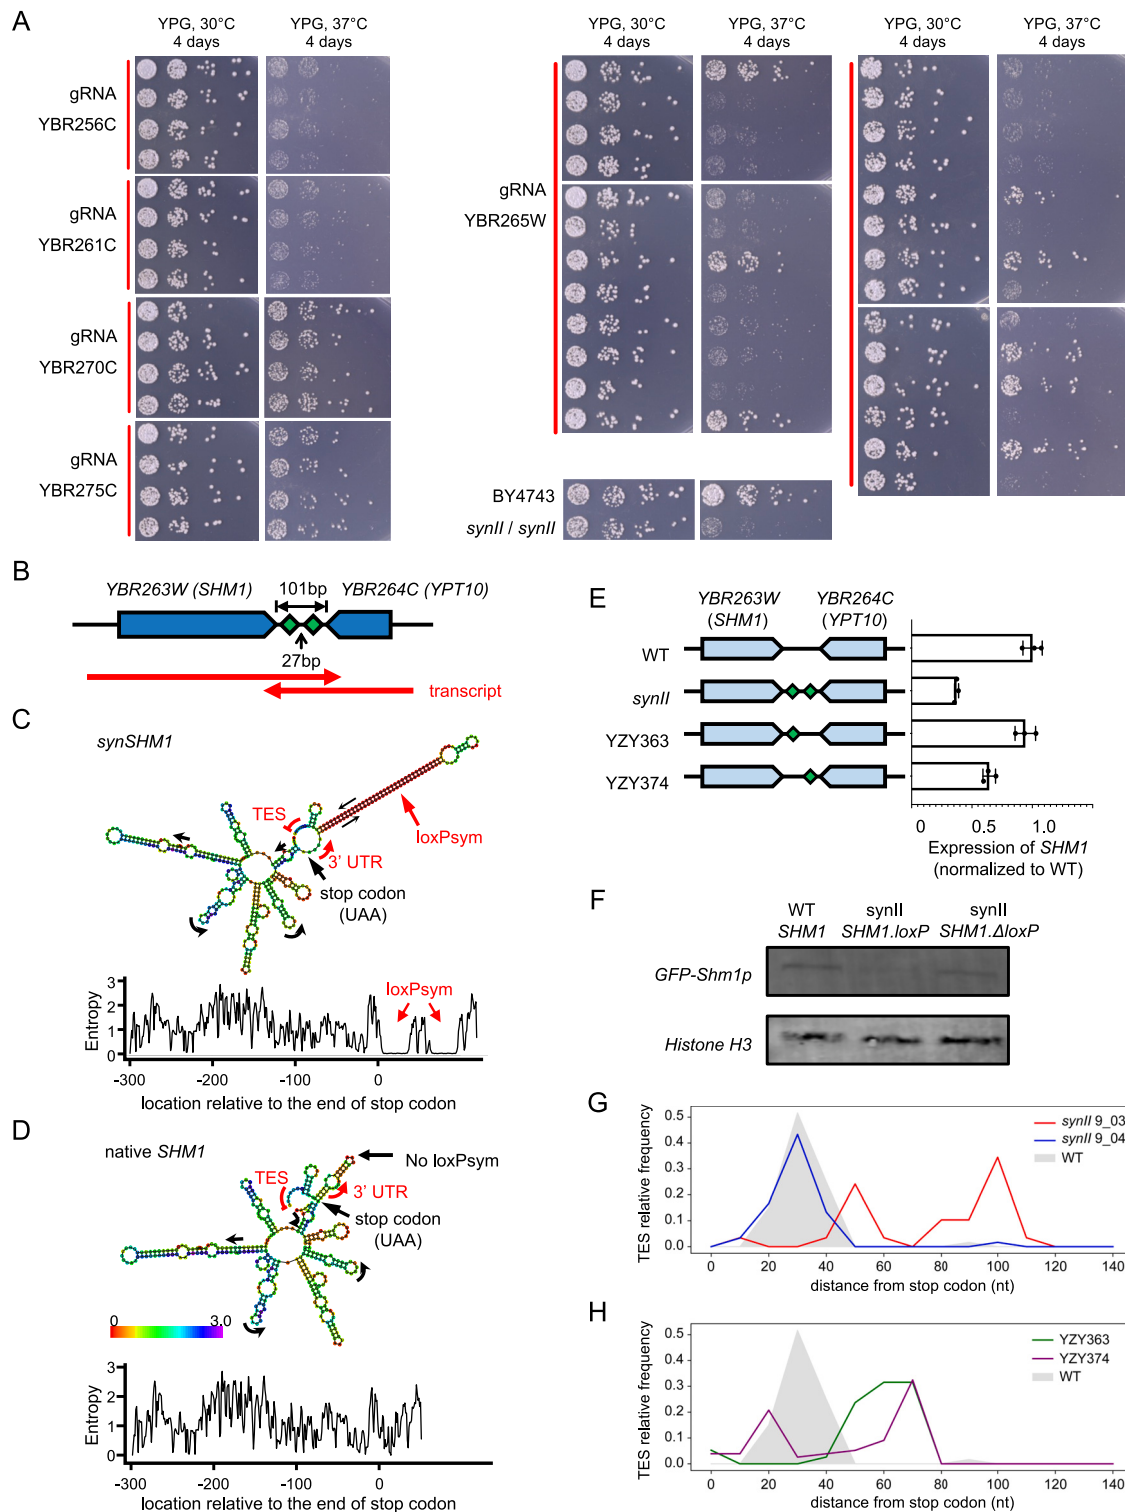 A
YPG, 30°C
4 days
YPG, 37°C
4 days
YPG, 30°C
4 days
YPG, 37°C
4 days
YPG, 30°C
4 days
YPG, 37°C
4 days
gRNA
YBR256C
gRNA
YBR261C
gRNA
YBR270C
gRNA
YBR275C
gRNA
YBR265W
BY4743
synII / synII
B
YBR263W (SHM1)
101bp
YBR264C (YPT10)
27bp
transcript
C
synSHM1
TES
loxPsym
3' UTR
stop codon
(UAA)
Entropy
3
2
1
0
loxPsym
-300
-200
-100
0
location relative to the end of stop codon
D
native SHM1
No loxPsym
TES
3' UTR
stop codon
(UAA)
0
3.0
Entropy
3
2
1
0
-300
-200
-100
0
location relative to the end of stop codon
E
YBR263W
(SHM1)
YBR264C
(YPT10)
WT
synII
YZY363
YZY374
0
0.5
1.0
Expression of SHM1
(normalized to WT)
F
WT
SHM1
synII
SHM1.loxP
synII
SHM1.ΔloxP
GFP-Shm1p
Histone H3
G
TES relative frequency
0.5
0.4
0.3
0.2
0.1
0.0
synII 9_03
synII 9_04
WT
0
20
40
60
80
100
120
140
distance from stop codon (nt)
H
TES relative frequency
0.5
0.4
0.3
0.2
0.1
0.0
YZY363
YZY374
WT
0
20
40
60
80
100
120
140
distance from stop codon (nt)